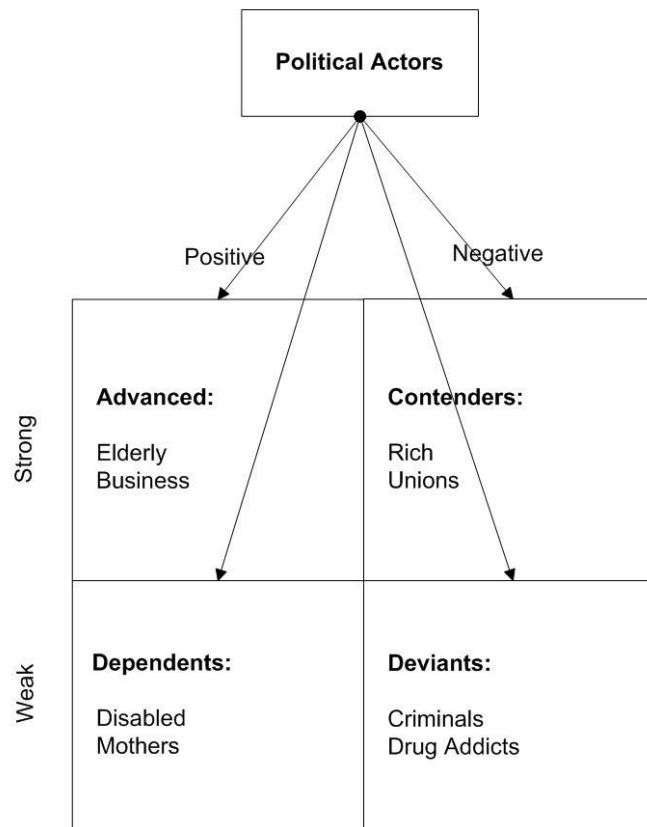 Political Actors
Positive
Negative
Strong
Advanced:
Elderly
Business
Contenders:
Rich
Unions
Weak
Dependents:
Disabled
Mothers
Deviants:
Criminals
Drug Addicts